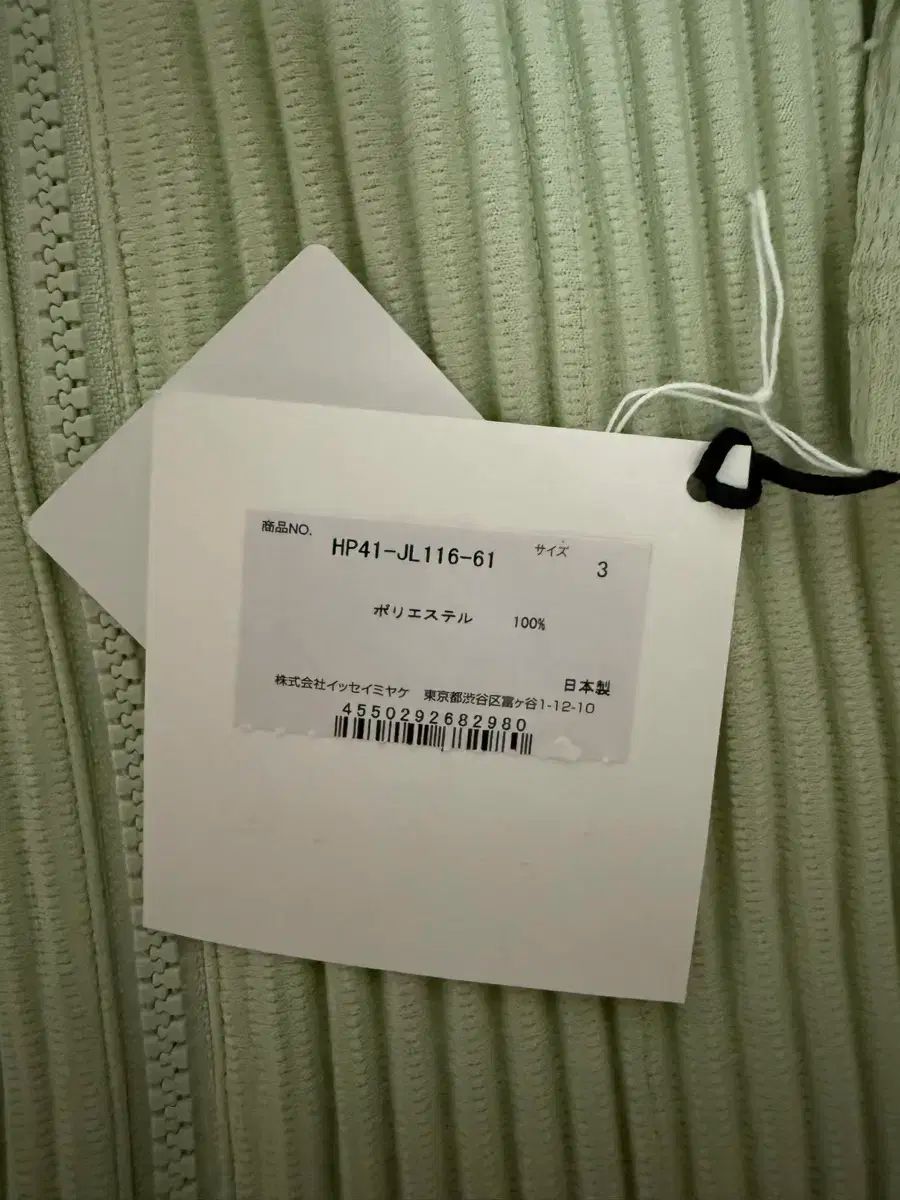 商品NO.
HP41-JL116-61
サイズ
3
ポリエステル 100%
日本製
株式会社イッセイミヤケ 東京都渋谷区富ヶ谷1-12-10
4550292682980